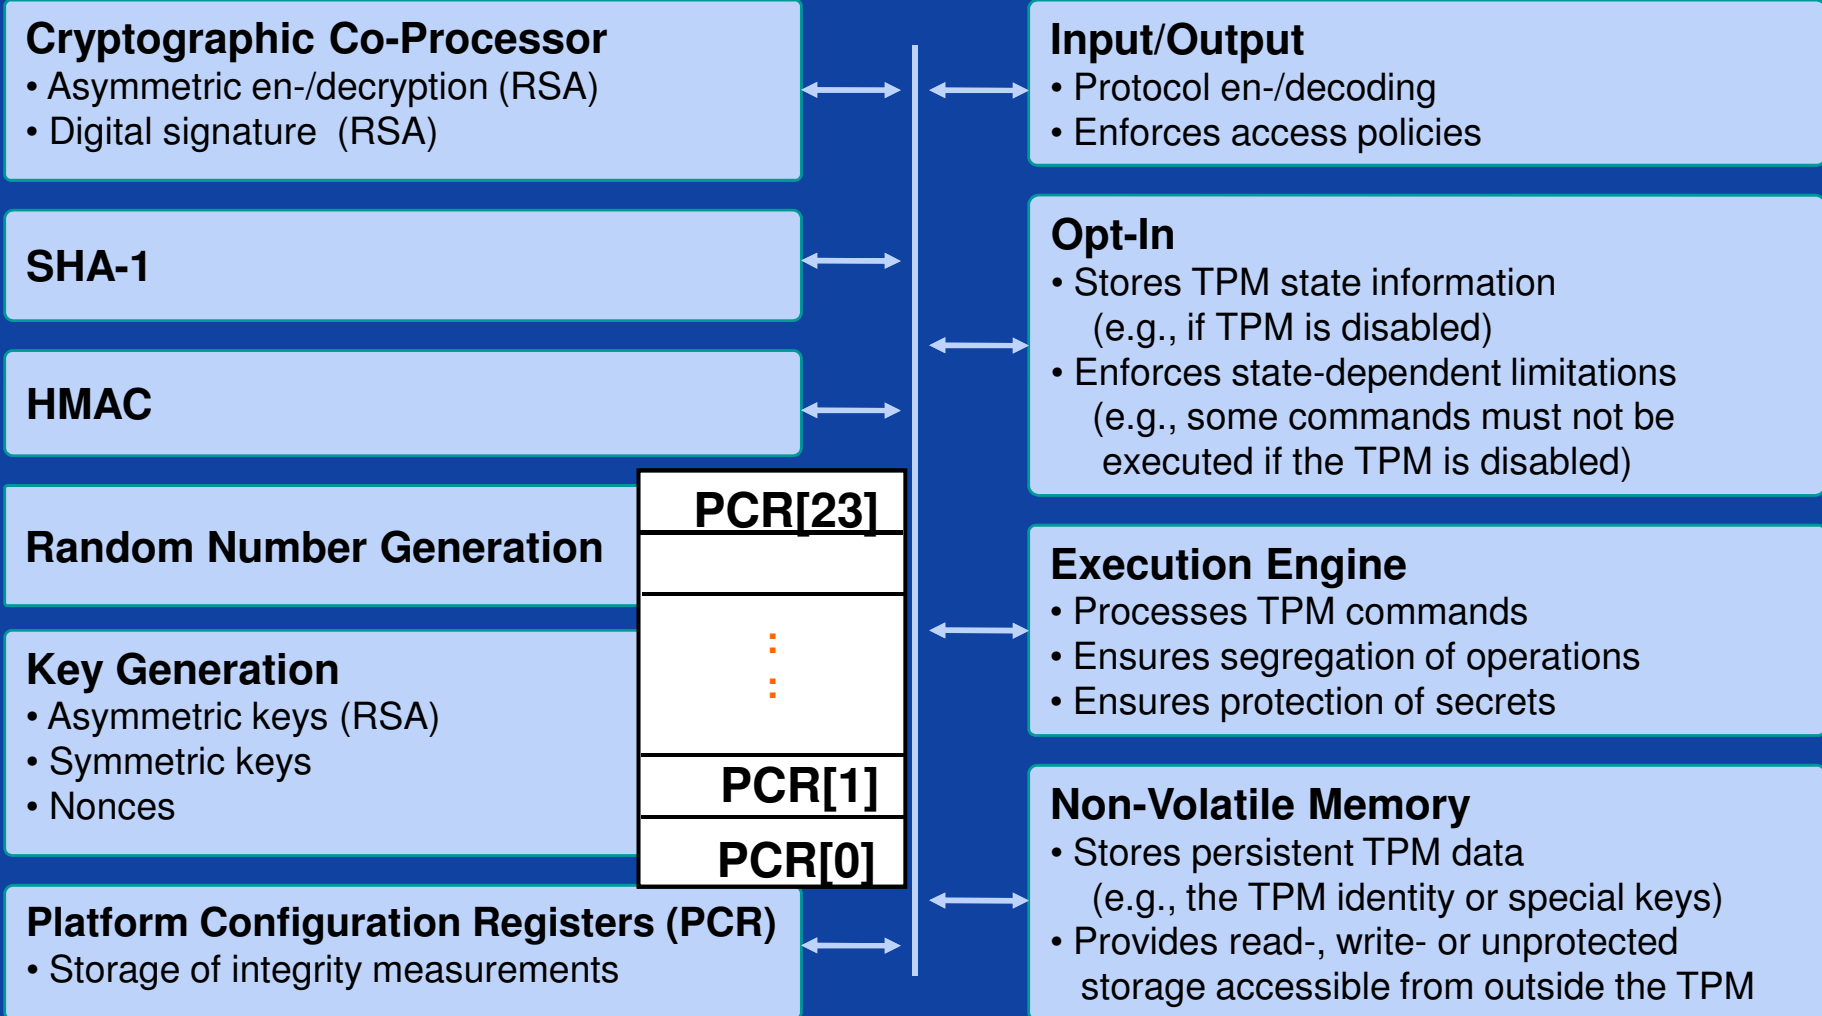 Cryptographic Co-Processor
• Asymmetric en-/decryption (RSA)
• Digital signature (RSA)
SHA-1
HMAC
Random Number Generation
Key Generation
• Asymmetric keys (RSA)
• Symmetric keys
• Nonces
Platform Configuration Registers (PCR)
• Storage of integrity measurements
PCR[23]
:
:
PCR[1]
PCR[0]
Input/Output
• Protocol en-/decoding
• Enforces access policies
Opt-In
• Stores TPM state information
(e.g., if TPM is disabled)
• Enforces state-dependent limitations
(e.g., some commands must not be
executed if the TPM is disabled)
Execution Engine
• Processes TPM commands
• Ensures segregation of operations
• Ensures protection of secrets
Non-Volatile Memory
• Stores persistent TPM data
(e.g., the TPM identity or special keys)
• Provides read-, write- or unprotected
storage accessible from outside the TPM